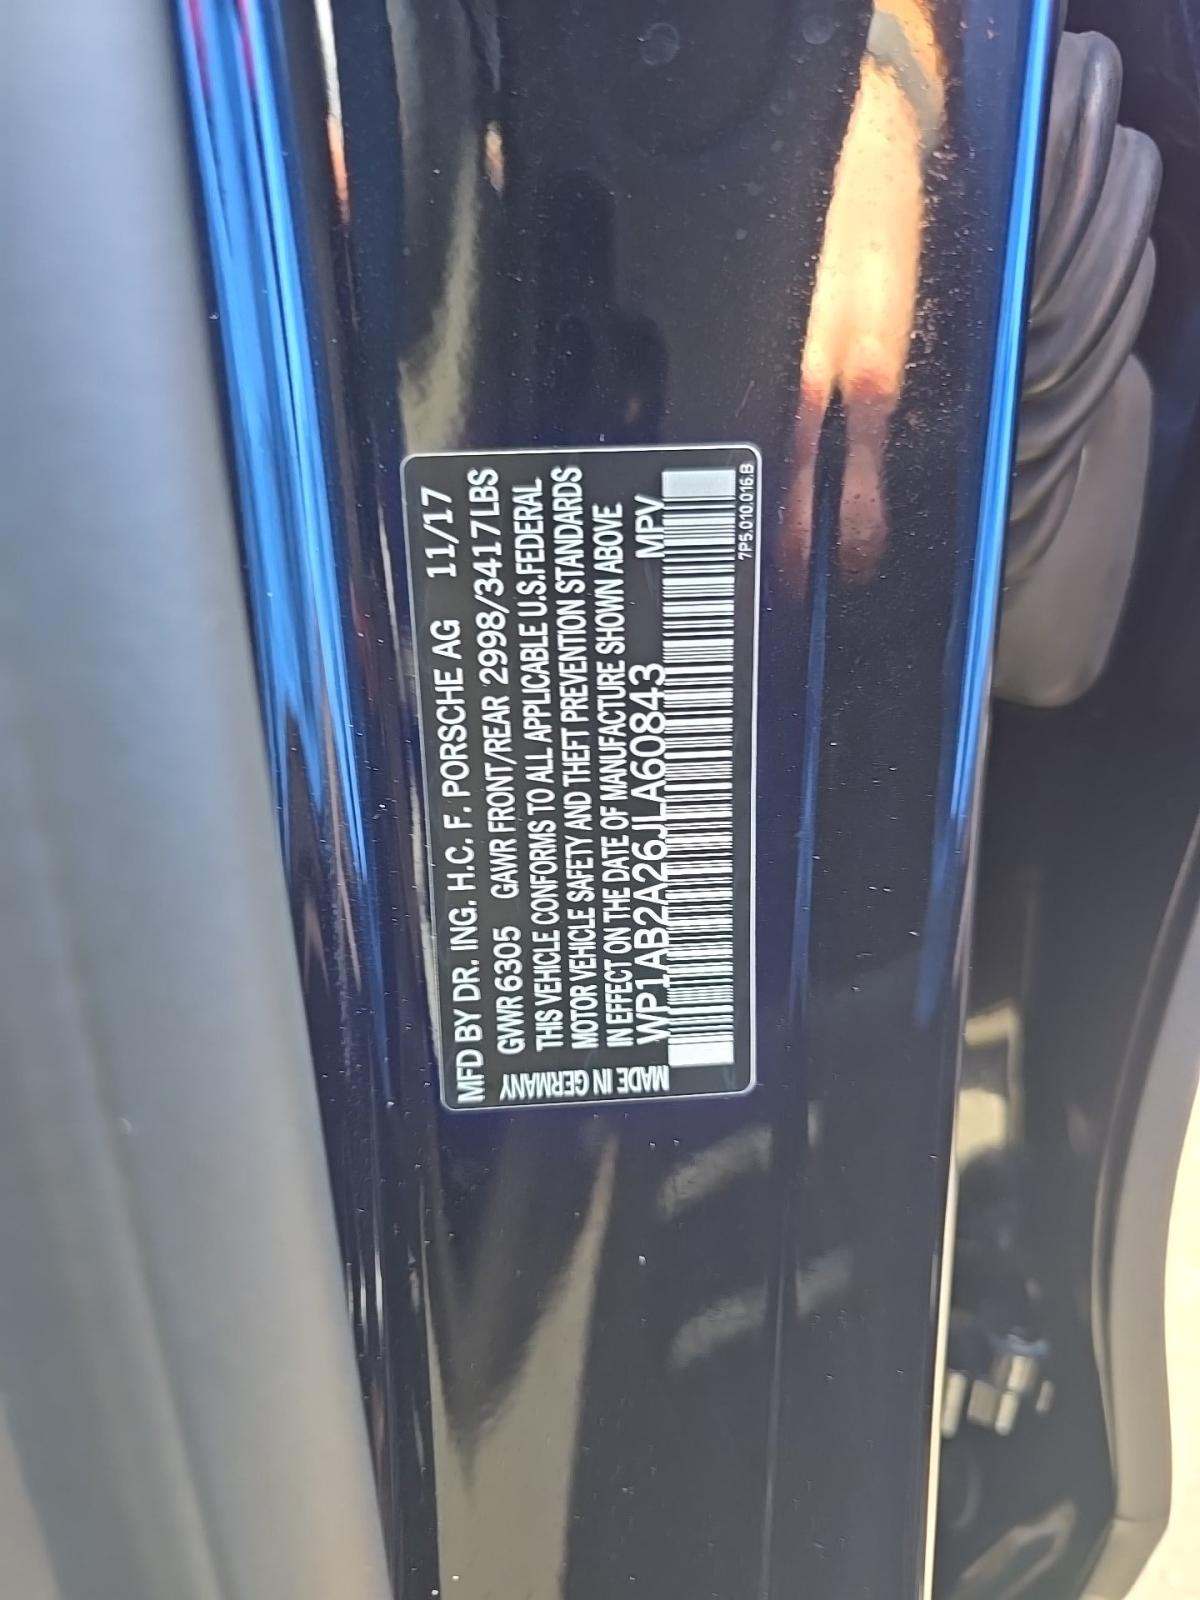 MFD BY DR. ING. H.C. F. PORSCHE AG 11/17
GVWR 6305 GAWR FRONT/REAR 2998/3417LBS
THIS VEHICLE CONFORMS TO ALL APPLICABLE U.S.FEDERAL
MOTOR VEHICLE SAFETY AND THEFT PREVENTION STANDARDS
IN EFFECT ON THE DATE OF MANUFACTURE SHOWN ABOVE
WP1AB2A26JLA60843 MPV
MADE IN GERMANY
7P5.010.016.B